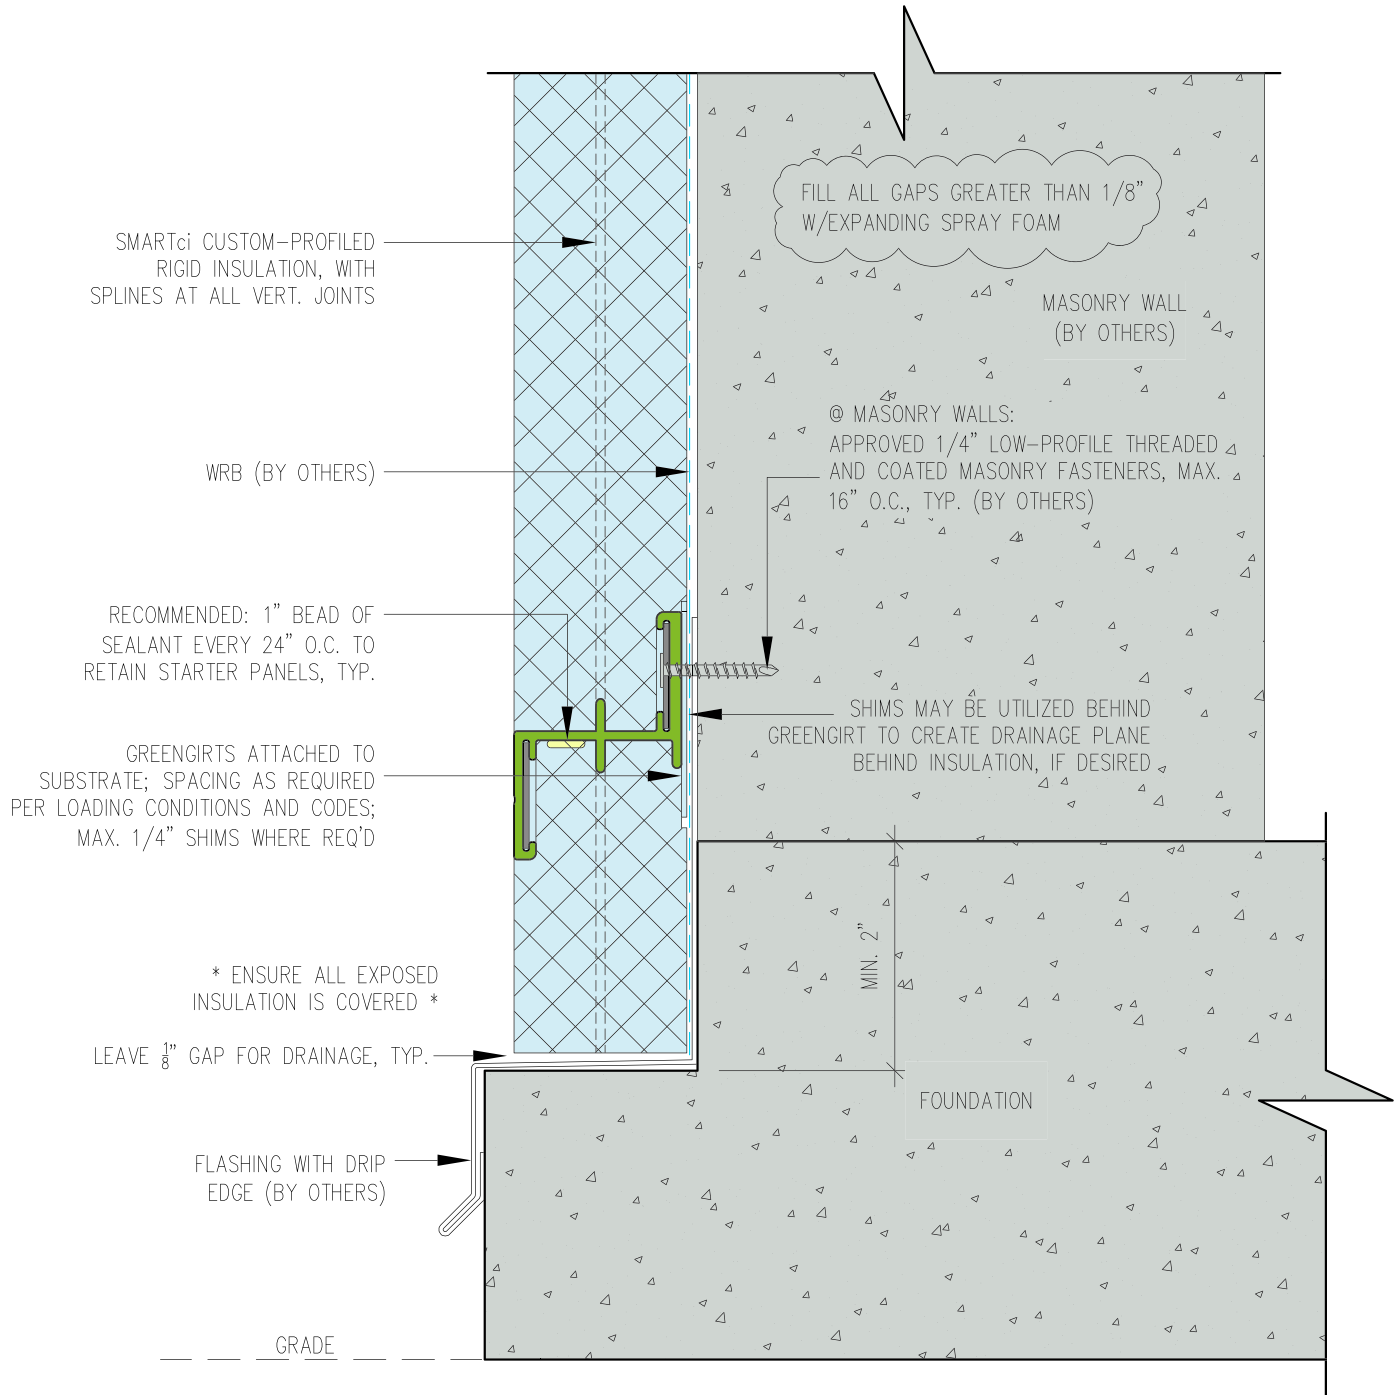 FILL ALL GAPS GREATER THAN 1/8"
W/EXPANDING SPRAY FOAM
SMARTci CUSTOM-PROFILED
RIGID INSULATION, WITH
SPLINES AT ALL VERT. JOINTS
MASONRY WALL
(BY OTHERS)
@ MASONRY WALLS:
APPROVED 1/4" LOW-PROFILE THREADED
AND COATED MASONRY FASTENERS, MAX.
16" O.C., TYP. (BY OTHERS)
WRB (BY OTHERS)
RECOMMENDED: 1" BEAD OF
SEALANT EVERY 24" O.C. TO
RETAIN STARTER PANELS, TYP.
SHIMS MAY BE UTILIZED BEHIND
GREENGIRT TO CREATE DRAINAGE PLANE
BEHIND INSULATION, IF DESIRED
GREENGIRTS ATTACHED TO
SUBSTRATE; SPACING AS REQUIRED
PER LOADING CONDITIONS AND CODES;
MAX. 1/4" SHIMS WHERE REQ'D
MIN. 2"
* ENSURE ALL EXPOSED
INSULATION IS COVERED *
LEAVE 1/8" GAP FOR DRAINAGE, TYP.
FOUNDATION
FLASHING WITH DRIP
EDGE (BY OTHERS)
GRADE